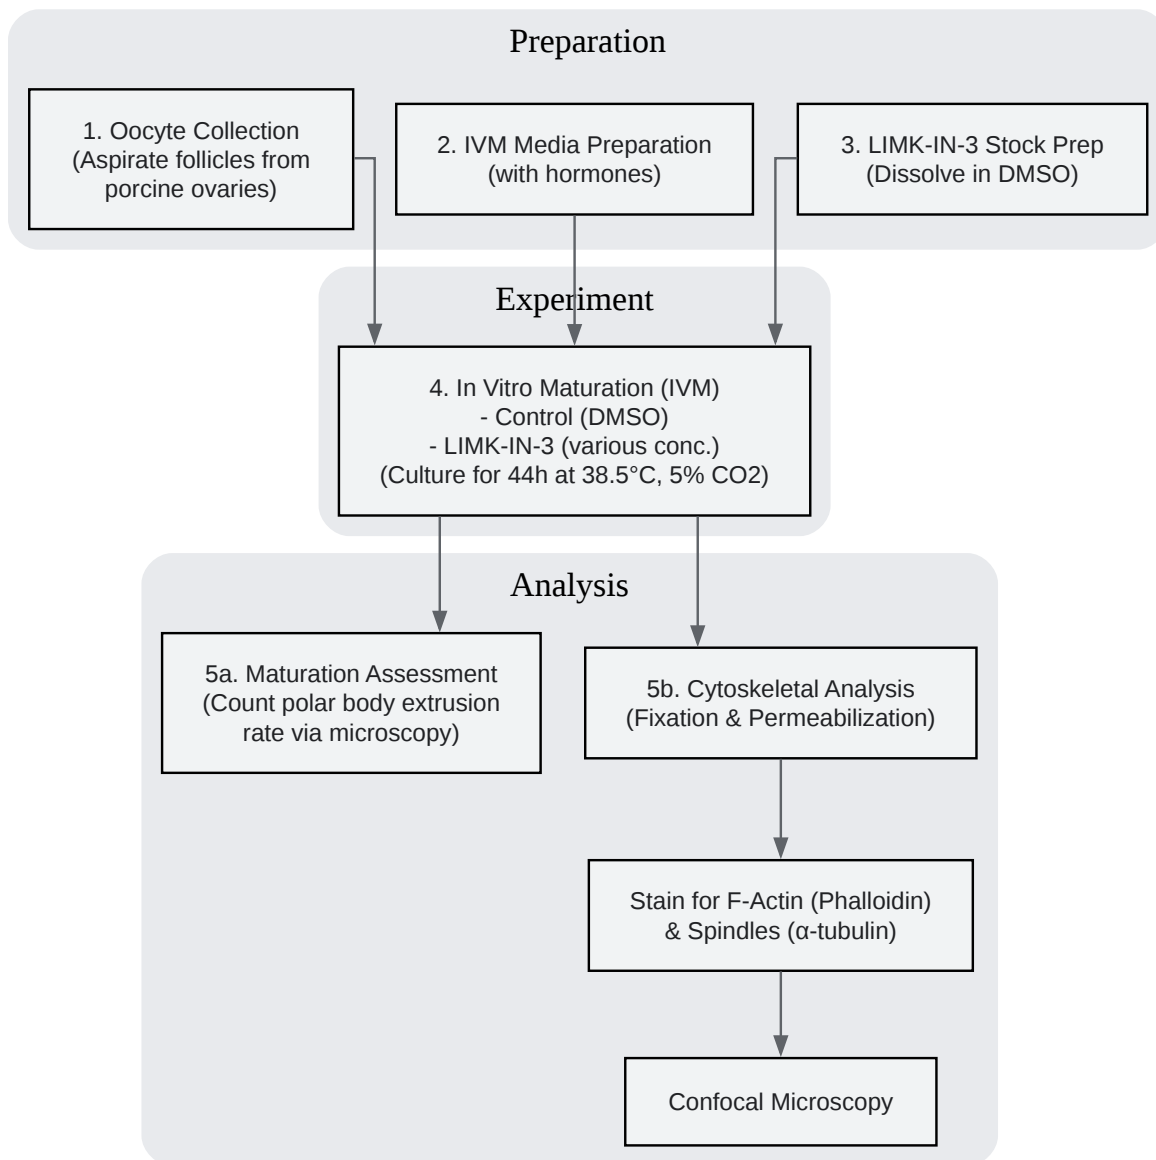 Preparation
1. Oocyte Collection
(Aspirate follicles from
porcine ovaries)
2. IVM Media Preparation
(with hormones)
3. LIMK-IN-3 Stock Prep
(Dissolve in DMSO)
Experiment
4. In Vitro Maturation (IVM)
- Control (DMSO)
- LIMK-IN-3 (various conc.)
(Culture for 44h at 38.5°C, 5% CO2)
Analysis
5a. Maturation Assessment
(Count polar body extrusion
rate via microscopy)
5b. Cytoskeletal Analysis
(Fixation & Permeabilization)
Stain for F-Actin (Phalloidin)
& Spindles (α-tubulin)
Confocal Microscopy